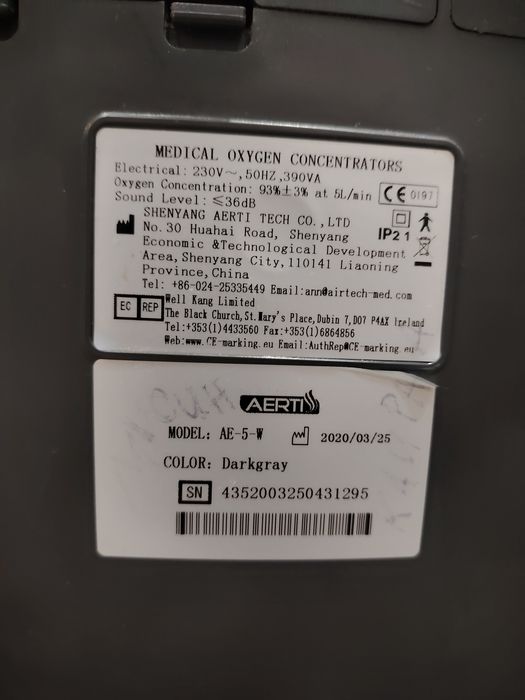 MEDICAL OXYGEN CONCENTRATORS
Electrical: 230V～,50HZ,390VA
Oxygen Concentration: 93%±3% at 5L/min CE 0197
Sound Level: ≤36dB
SHENYANG AERTI TECH CO.,LTD
No.30 Huahai Road, Shenyang
IP21
Economic &Technological Development
Area, Shenyang City, 110141 Liaoning
Province, China
Tel: +86-024-25335449 Email:ann@airtech-med.com
EC REP
Well Kang Limited
The Black Church,St.Mary's Place,Dubin 7,D07 P4AX Ireland
Tel:+353(1)4433560 Fax:+353(1)6864856
Web:www.CE-marking.eu Email:AuthRep@CE-marking.eu
AERTI
MODEL: AE-5-W 2020/03/25
COLOR: Darkgray
SN 4352003250431295